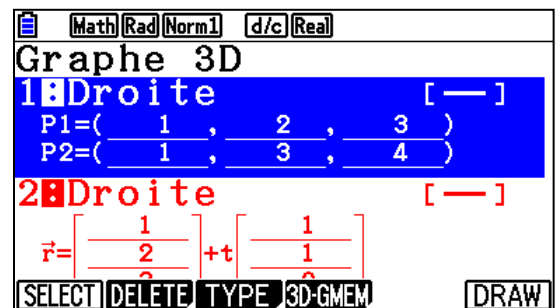 Math Rad Norm1 d/c Real
Graphe 3D
1:Droite [—]
P1=( 1 , 2 , 3 )
P2=( 1 , 3 , 4 )
2:Droite [—]
1 1
r⃗= 2 +t 1
SELECT DELETE TYPE 3D·GMEM DRAW